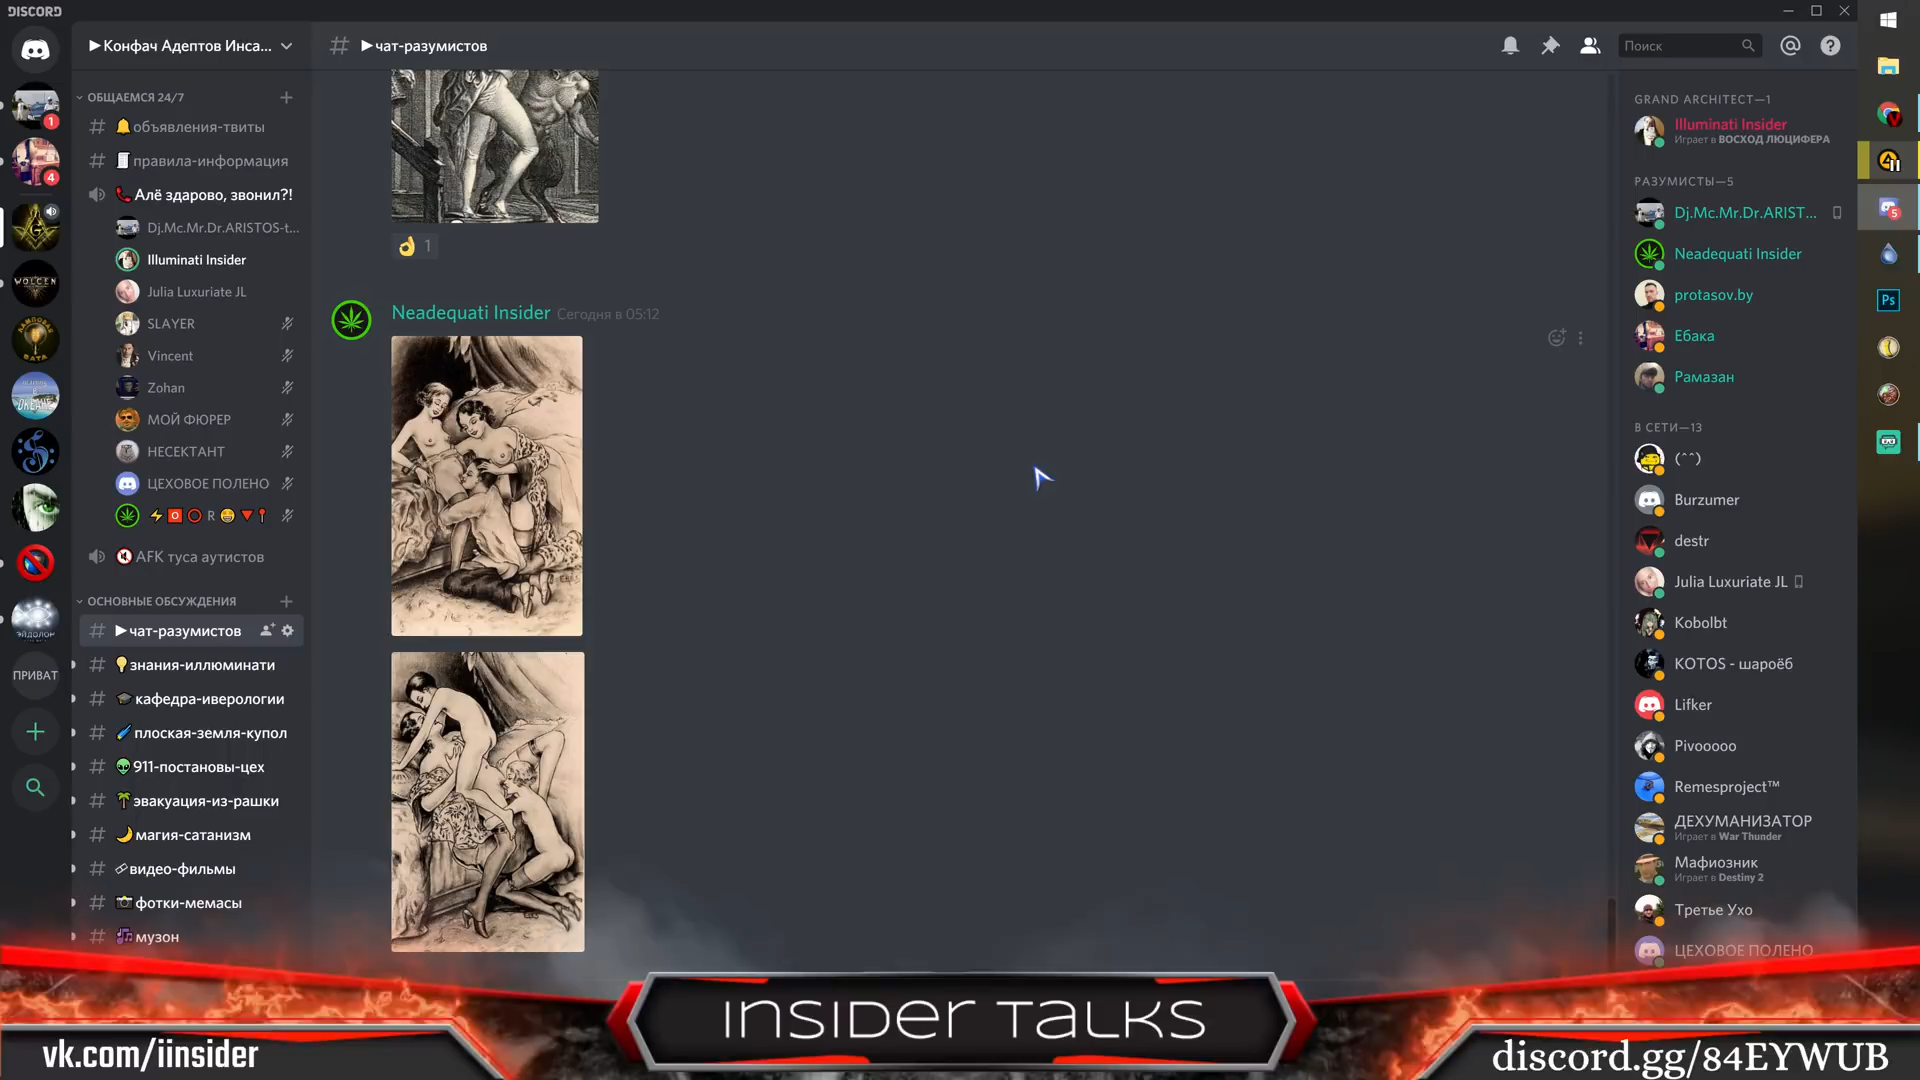 DISCORD
▶Конфач Адептов Инса...
ОБЩАЕМСЯ 24/7
объявления-твиты
правила-информация
Алё здарово, звонил?!
Dj.Mc.Mr.Dr.ARISTOS-t...
Illuminati Insider
Julia Luxuriate JL
SLAYER
Vincent
Zohan
МОЙ ФЮРЕР
НЕСЕКТАНТ
ЦЕХОВОЕ ПОЛЕНО
⚡🅾⭕R😀🔻📍
AFK туса аутистов
ОСНОВНЫЕ ОБСУЖДЕНИЯ
▶чат-разумистов
знания-иллюминати
кафедра-иверологии
плоская-земля-купол
911-постановы-цех
эвакуация-из-рашки
магия-сатанизм
видео-фильмы
фотки-мемасы
музон
WOLCEN
ЭЙДОЛОН
ПРИВАТ
1
4
# ▶чат-разумистов
Поиск
👌 1
Neadequati Insider Сегодня в 05:12
GRAND ARCHITECT—1
Illuminati Insider
Играет в ВОСХОД ЛЮЦИФЕРА
РАЗУМИСТЫ—5
Dj.Mc.Mr.Dr.ARIST...
Neadequati Insider
protasov.by
Ебака
Рамазан
В СЕТИ—13
(^^)
Burzumer
destr
Julia Luxuriate JL
Kobolbt
KOTOS - шароёб
Lifker
Pivooooo
Remesproject™
ДЕХУМАНИЗАТОР
Играет в War Thunder
Мафиозник
Играет в Destiny 2
Третье Ухо
ЦЕХОВОЕ ПОЛЕНО
5
Ps
INSIDER TALKS
vk.com/iinsider
discord.gg/84EYWUB